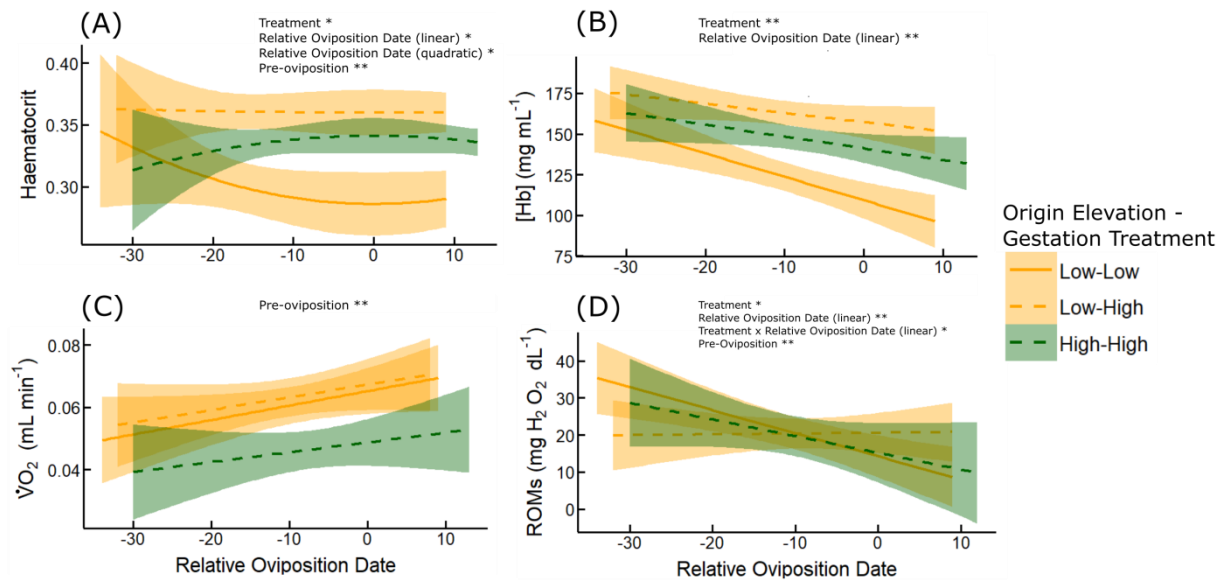 (A)
Treatment *
Relative Oviposition Date (linear) *
Relative Oviposition Date (quadratic) *
Pre-oviposition **
Haematocrit
0.40
0.35
0.30
-30 -20 -10 0 10
(B)
Treatment **
Relative Oviposition Date (linear) **
[Hb] (mg mL⁻¹)
175
150
125
100
75
-30 -20 -10 0 10
(C)
Pre-oviposition **
V̇O₂ (mL min⁻¹)
0.08
0.06
0.04
-30 -20 -10 0 10
Relative Oviposition Date
(D)
Treatment *
Relative Oviposition Date (linear) **
Treatment x Relative Oviposition Date (linear) *
Pre-Oviposition **
ROMs (mg H₂O₂ dL⁻¹)
40
30
20
10
0
-30 -20 -10 0 10
Relative Oviposition Date
Origin Elevation -
Gestation Treatment
Low-Low
Low-High
High-High